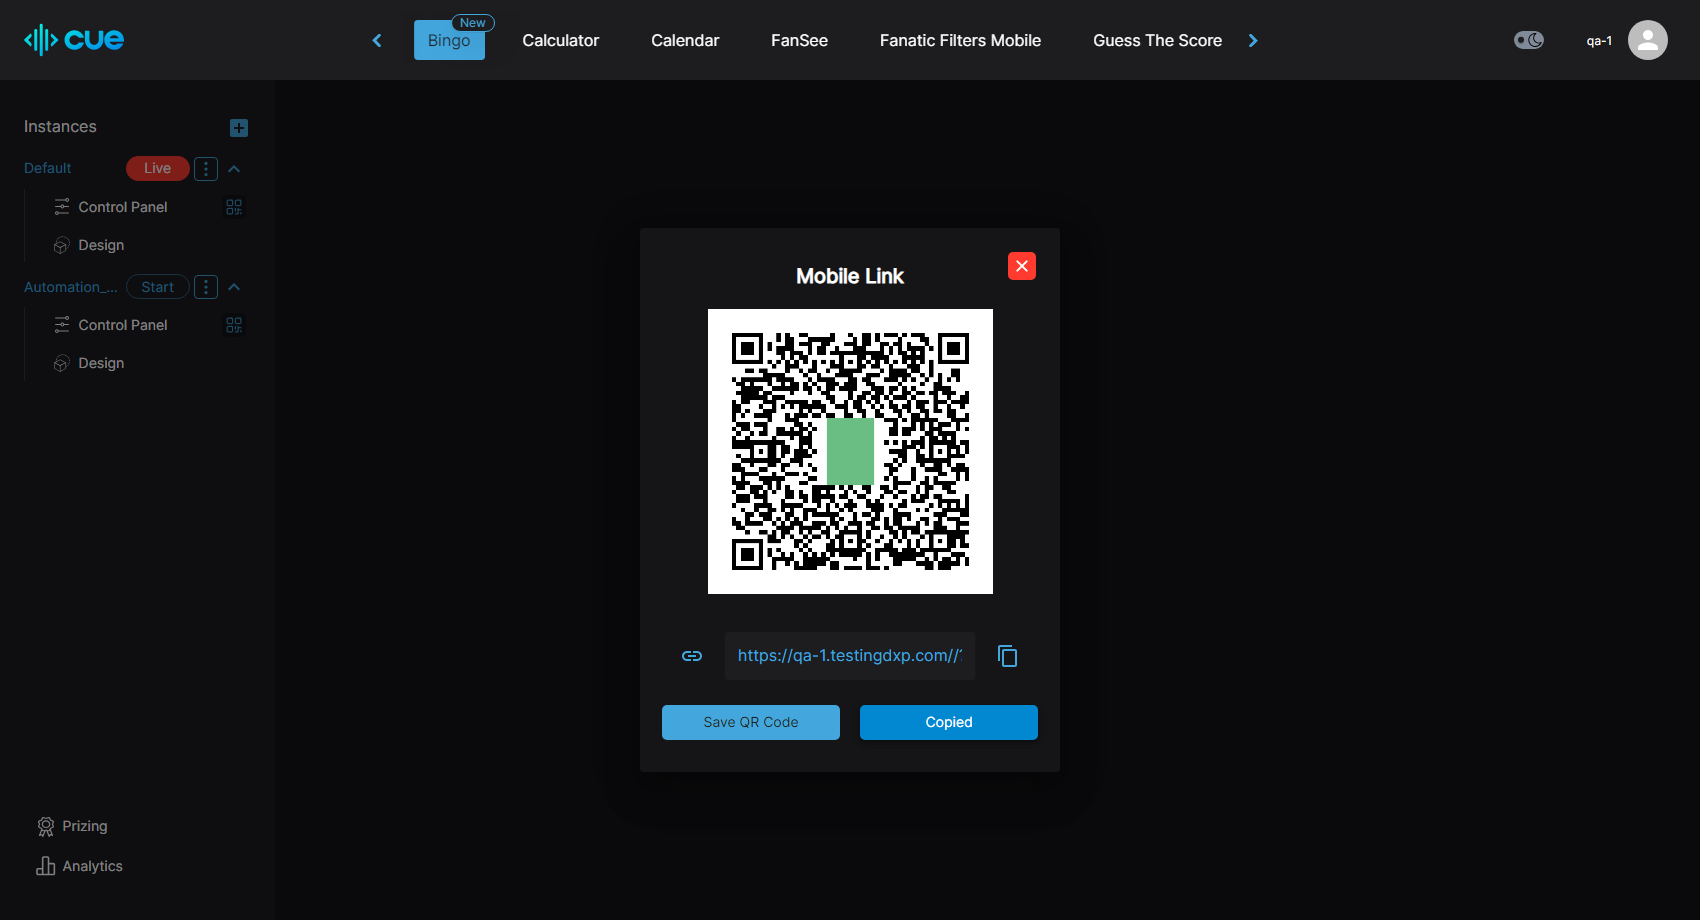 cue
New
Bingo
Calculator
Calendar
FanSee
Fanatic Filters Mobile
Guess The Score
qa-1
Instances
Default
Live
Control Panel
Design
Automation_...
Start
Control Panel
Design
Mobile Link
https://qa-1.testingdxp.com//
Save QR Code
Copied
Prizing
Analytics